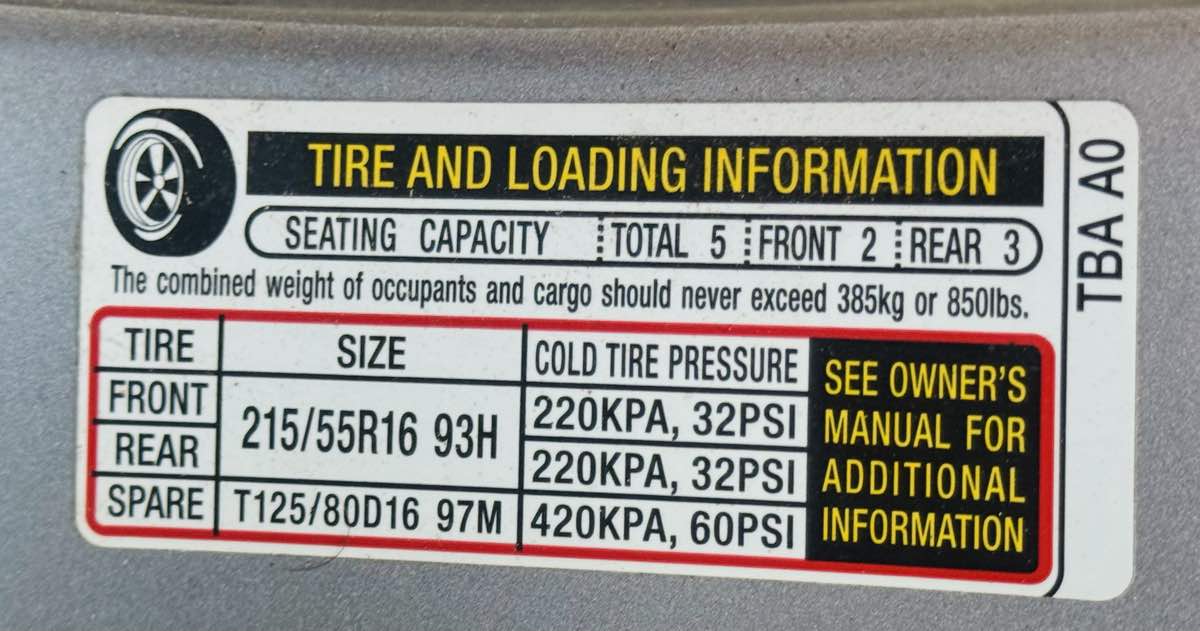 TIRE AND LOADING INFORMATION
SEATING CAPACITY TOTAL 5 FRONT 2 REAR 3
The combined weight of occupants and cargo should never exceed 385kg or 850lbs.
TIRE SIZE COLD TIRE PRESSURE
FRONT 215/55R16 93H 220KPA, 32PSI
REAR 220KPA, 32PSI
SPARE T125/80D16 97M 420KPA, 60PSI
SEE OWNER'S
MANUAL FOR
ADDITIONAL
INFORMATION
TBA A0